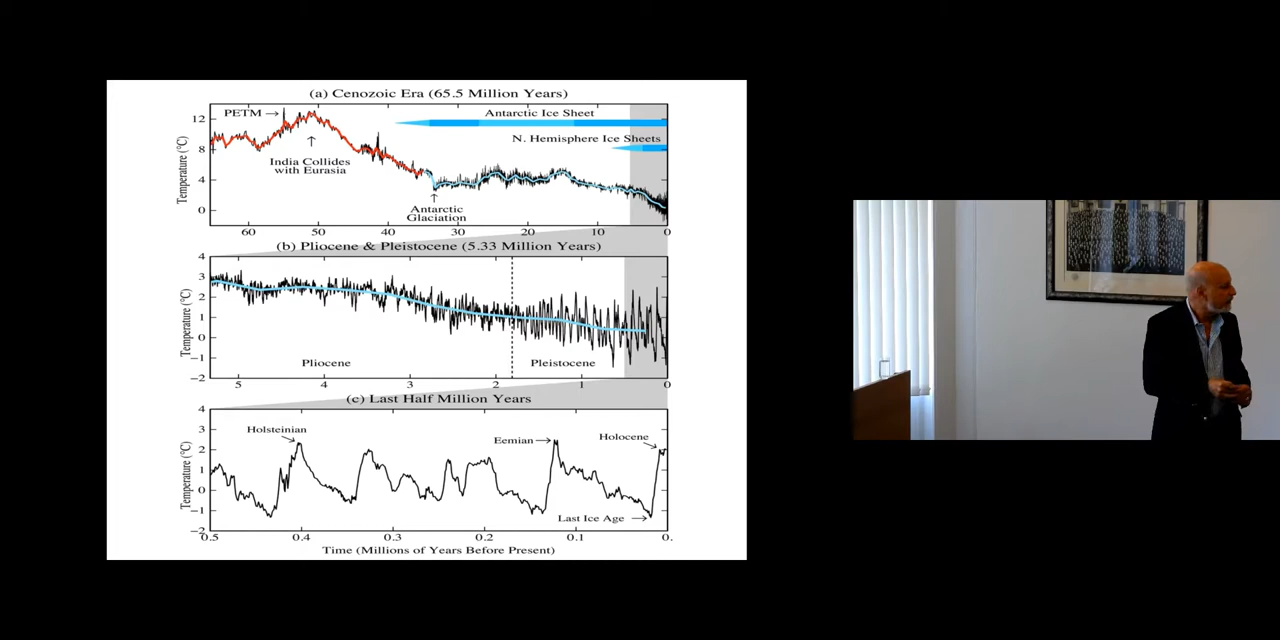 (a) Cenozoic Era (65.5 Million Years)
PETM
Antarctic Ice Sheet
N. Hemisphere Ice Sheets
India Collides
with Eurasia
Antarctic
Glaciation
Temperature (°C)
12
8
4
0
60 50 40 30 20 10 0
(b) Pliocene & Pleistocene (5.33 Million Years)
Temperature (°C)
4
3
2
1
0
−1
−2
Pliocene
Pleistocene
5 4 3 2 1 0
(c) Last Half Million Years
Temperature (°C)
4
3
2
1
0
−1
−2
Holsteinian
Eemian
Holocene
Last Ice Age
0.5 0.4 0.3 0.2 0.1 0.
Time (Millions of Years Before Present)